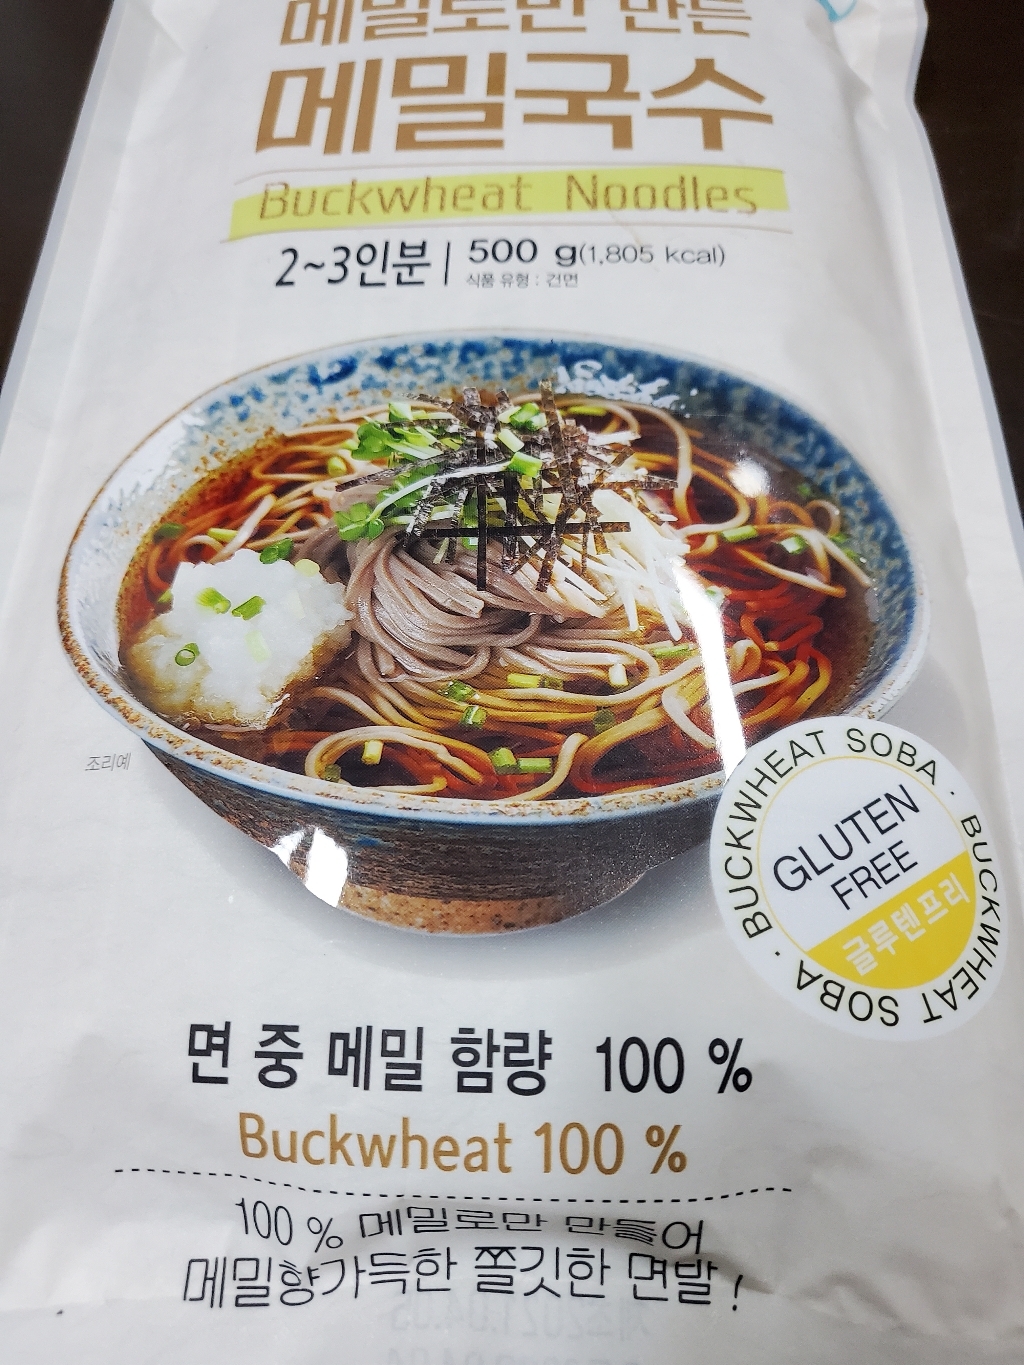 메밀로만 만든
메밀국수
Buckwheat Noodles
2~3인분 | 500 g(1,805 kcal)
식품 유형 : 건면
조리예
BUCKWHEAT SOBA · BUCKWHEAT SOBA ·
GLUTEN
FREE
글루텐프리
면 중 메밀 함량 100 %
Buckwheat 100 %
100 % 메밀로만 만들어
메밀향가득한 쫄깃한 면발 !